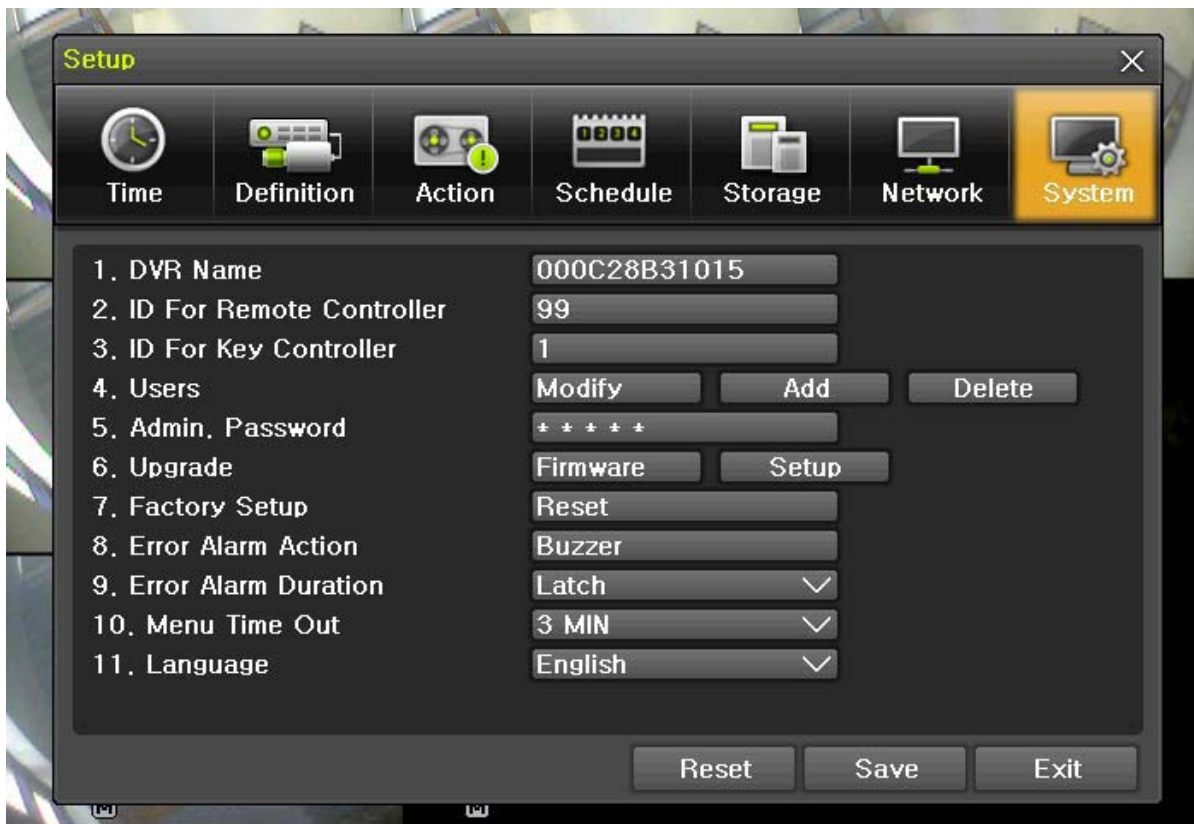 Setup
Time Definition Action Schedule Storage Network System
1. DVR Name 000C28B31015
2. ID For Remote Controller 99
3. ID For Key Controller 1
4. Users Modify Add Delete
5. Admin. Password * * * * *
6. Upgrade Firmware Setup
7. Factory Setup Reset
8. Error Alarm Action Buzzer
9. Error Alarm Duration Latch
10. Menu Time Out 3 MIN
11. Language English
Reset Save Exit